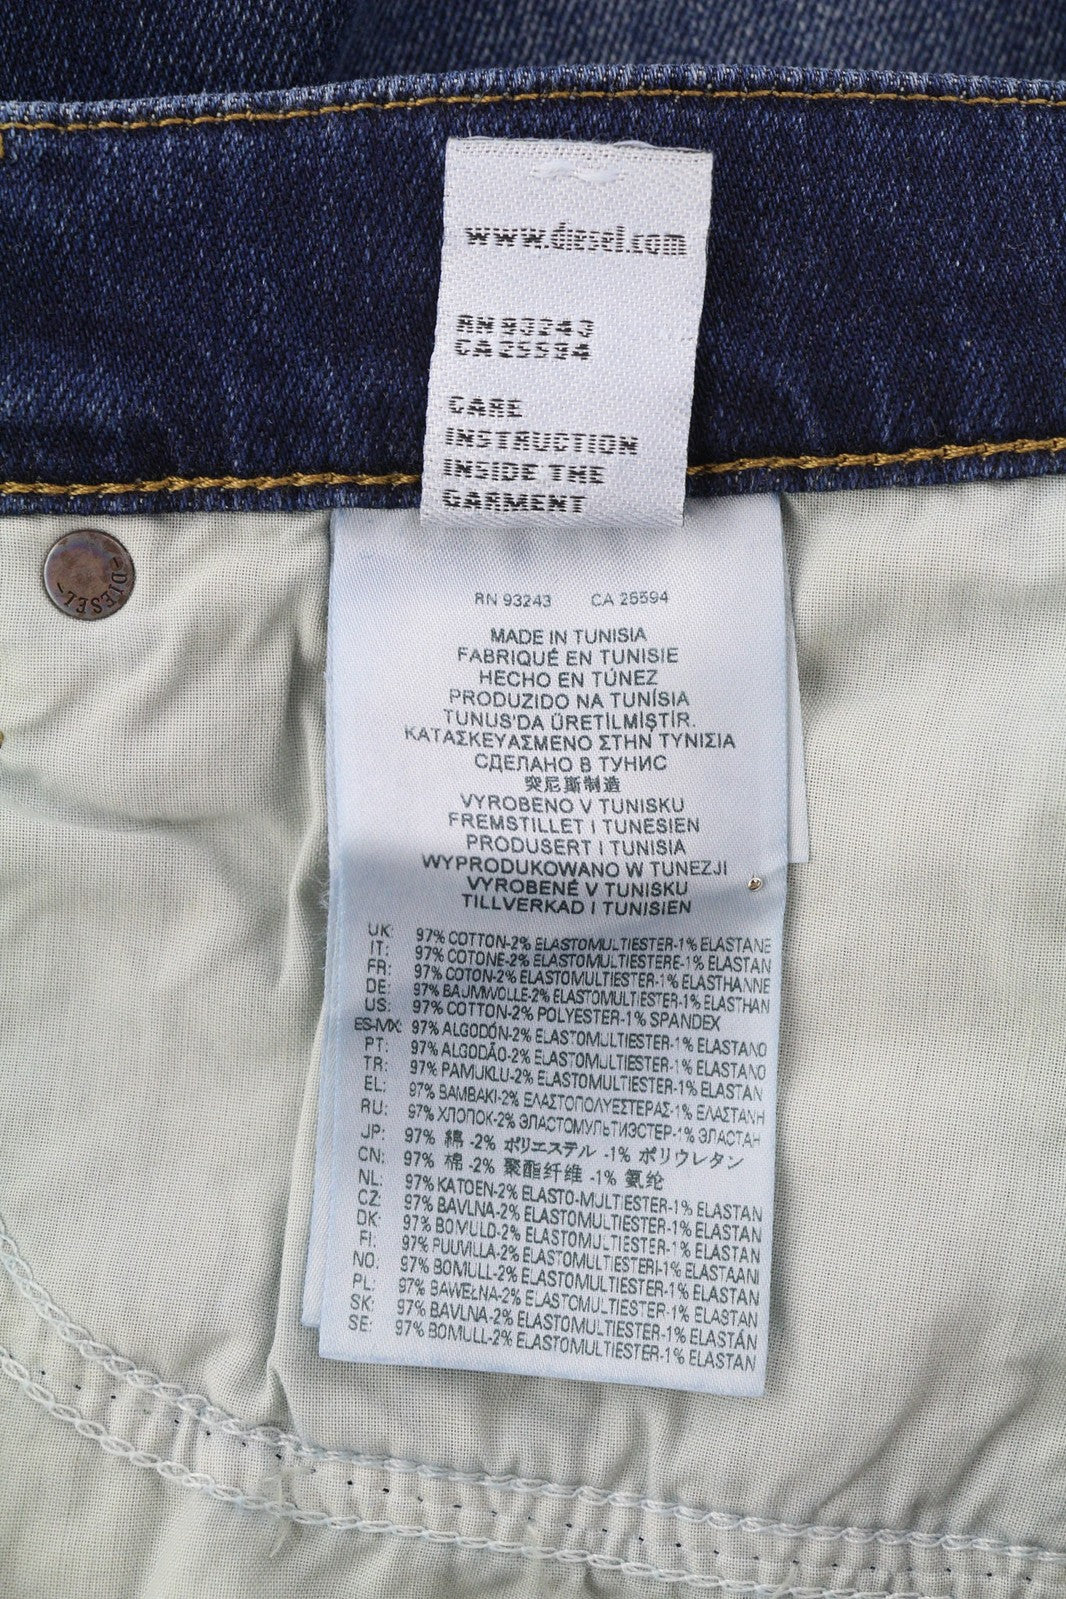 www.diesel.com
RN 93243
CA 25594
CARE
INSTRUCTION
INSIDE THE
GARMENT
-DIESEL-
RN 93243 CA 25594
MADE IN TUNISIA
FABRIQUÉ EN TUNISIE
HECHO EN TÚNEZ
PRODUZIDO NA TUNÍSIA
TUNUS'DA ÜRETİLMİŞTİR.
ΚΑΤΑΣΚΕΥΑΣΜΕΝΟ ΣΤΗΝ ΤΥΝΙΣΙΑ
СДЕЛАНО В ТУНИС
突尼斯制造
VYROBENO V TUNISKU
FREMSTILLET I TUNESIEN
PRODUSERT I TUNISIA
WYPRODUKOWANO W TUNEZJI
VYROBENÉ V TUNISKU
TILLVERKAD I TUNISIEN
UK: 97% COTTON-2% ELASTOMULTIESTER-1% ELASTANE
IT: 97% COTONE-2% ELASTOMULTIESTERE-1% ELASTAN
FR: 97% COTON-2% ELASTOMULTIESTER-1% ELASTHANNE
DE: 97% BAUMWOLLE-2% ELASTOMULTIESTER-1% ELASTHAN
US: 97% COTTON-2% POLYESTER-1% SPANDEX
ES-MX: 97% ALGODÓN-2% ELASTOMULTIESTER-1% ELASTANO
PT: 97% ALGODÃO-2% ELASTOMULTIESTER-1% ELASTANO
TR: 97% PAMUKLU-2% ELASTOMULTIESTER-1% ELASTAN
EL: 97% ΒΑΜΒΑΚΙ-2% ΕΛΑΣΤΟΠΟΛΥΕΣΤΕΡΑΣ-1% ΕΛΑΣΤΑΝΗ
RU: 97% ХЛОПОК-2% ЭЛАСТОМУЛЬТИЭСТЕР-1% ЭЛАСТАН
JP: 97% 綿 -2% ポリエステル -1% ポリウレタン
CN: 97% 棉 -2% 聚酯纤维 -1% 氨纶
NL: 97% KATOEN-2% ELASTO-MULTIESTER-1% ELASTAN
CZ: 97% BAVLNA-2% ELASTOMULTIESTER-1% ELASTAN
DK: 97% BOMULD-2% ELASTOMULTIESTER-1% ELASTAN
FI: 97% PUUVILLA-2% ELASTOMULTIESTERI-1% ELASTAANI
NO: 97% BOMULL-2% ELASTOMULTIESTER-1% ELASTAN
PL: 97% BAWEŁNA-2% ELASTOMULTIESTER-1% ELASTAN
SK: 97% BAVLNA-2% ELASTOMULTIESTER-1% ELASTÁN
SE: 97% BOMULL-2% ELASTOMULTIESTER-1% ELASTAN